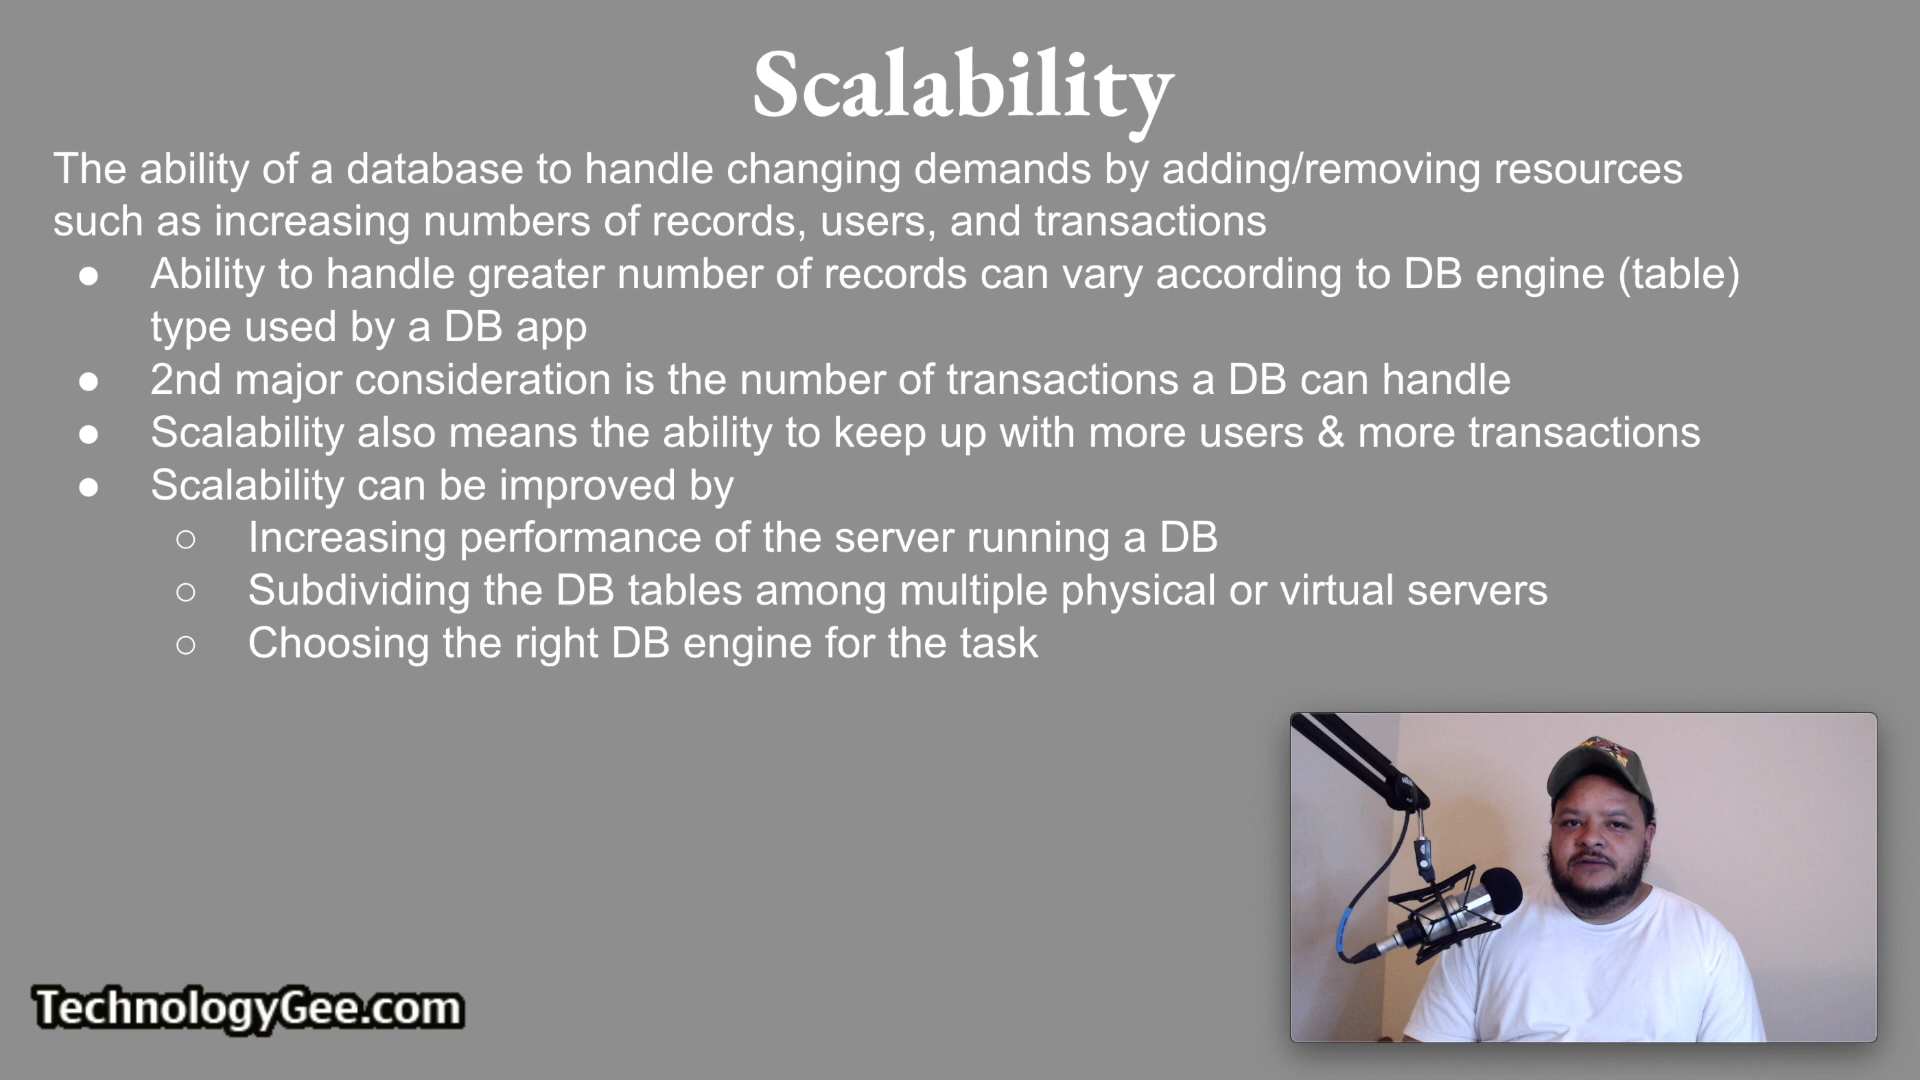 Scalability
The ability of a database to handle changing demands by adding/removing resources
such as increasing numbers of records, users, and transactions
● Ability to handle greater number of records can vary according to DB engine (table)
type used by a DB app
● 2nd major consideration is the number of transactions a DB can handle
● Scalability also means the ability to keep up with more users & more transactions
● Scalability can be improved by
○ Increasing performance of the server running a DB
○ Subdividing the DB tables among multiple physical or virtual servers
○ Choosing the right DB engine for the task
TechnologyGee.com